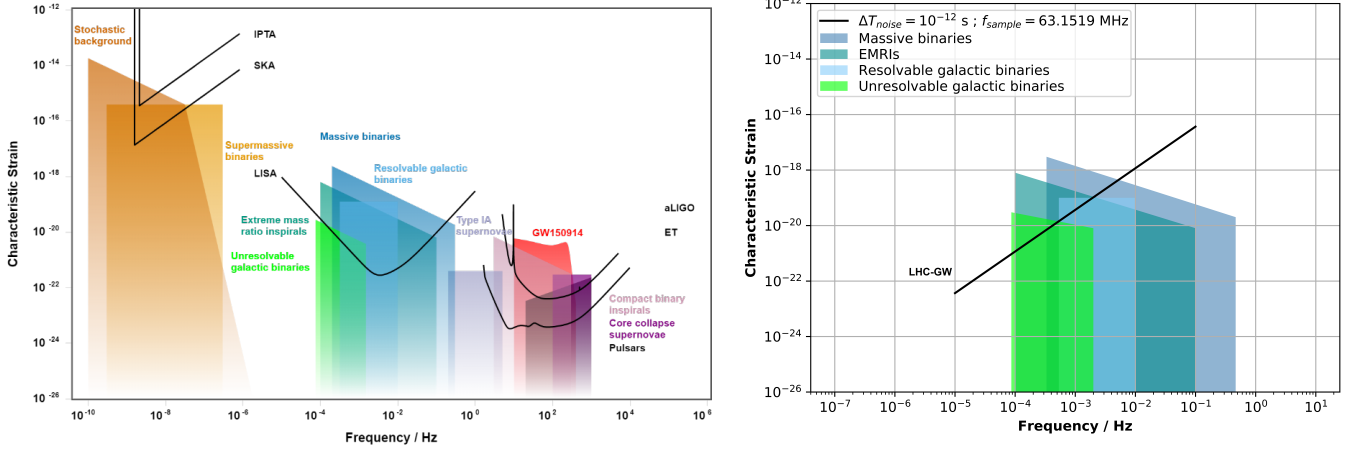 10 -12
10 -14
10 -16
10 -18
10 -20
10 -22
10 -24
10 -26
Characteristic Strain
Stochastic
background
IPTA
SKA
Supermassive
binaries
LISA
Massive binaries
Resolvable galactic
binaries
Extreme mass
ratio inspirals
Unresolvable
galactic binaries
Type IA
supernovae
GW150914
aLIGO
ET
Compact binary
inspirals
Core collapse
supernovae
Pulsars
10 -10
10 -8
10 -6
10 -4
10 -2
10 0
10 2
10 4
10 6
Frequency / Hz
10⁻¹²
10⁻¹⁴
10⁻¹⁶
10⁻¹⁸
10⁻²⁰
10⁻²²
10⁻²⁴
10⁻²⁶
Characteristic Strain
ΔT_noise = 10⁻¹² s ; f_sample = 63.1519 MHz
Massive binaries
EMRIs
Resolvable galactic binaries
Unresolvable galactic binaries
LHC-GW
10⁻⁷
10⁻⁶
10⁻⁵
10⁻⁴
10⁻³
10⁻²
10⁻¹
10⁰
10¹
Frequency / Hz